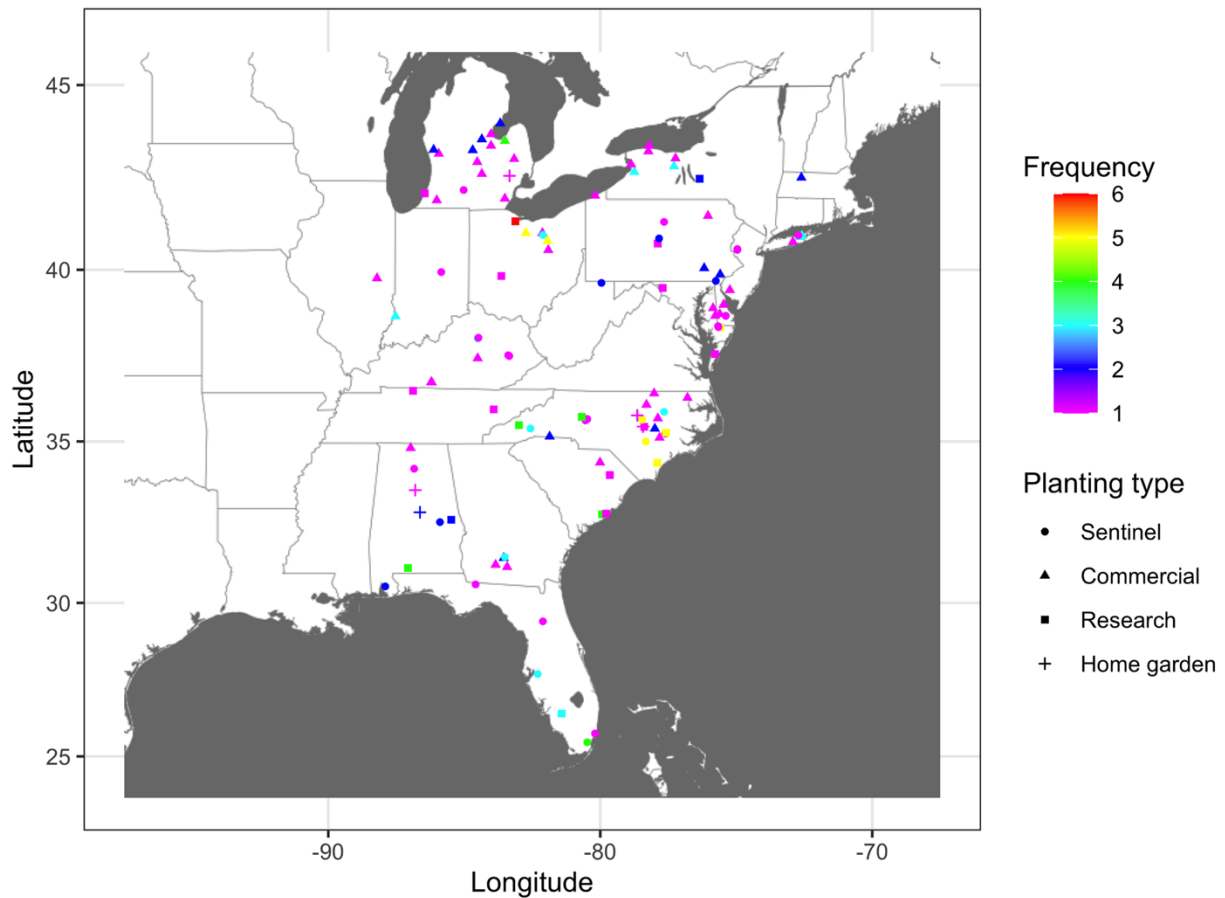 45
40
35
30
25
Latitude
-90
-80
-70
Longitude
Frequency
6
5
4
3
2
1
Planting type
Sentinel
Commercial
Research
Home garden